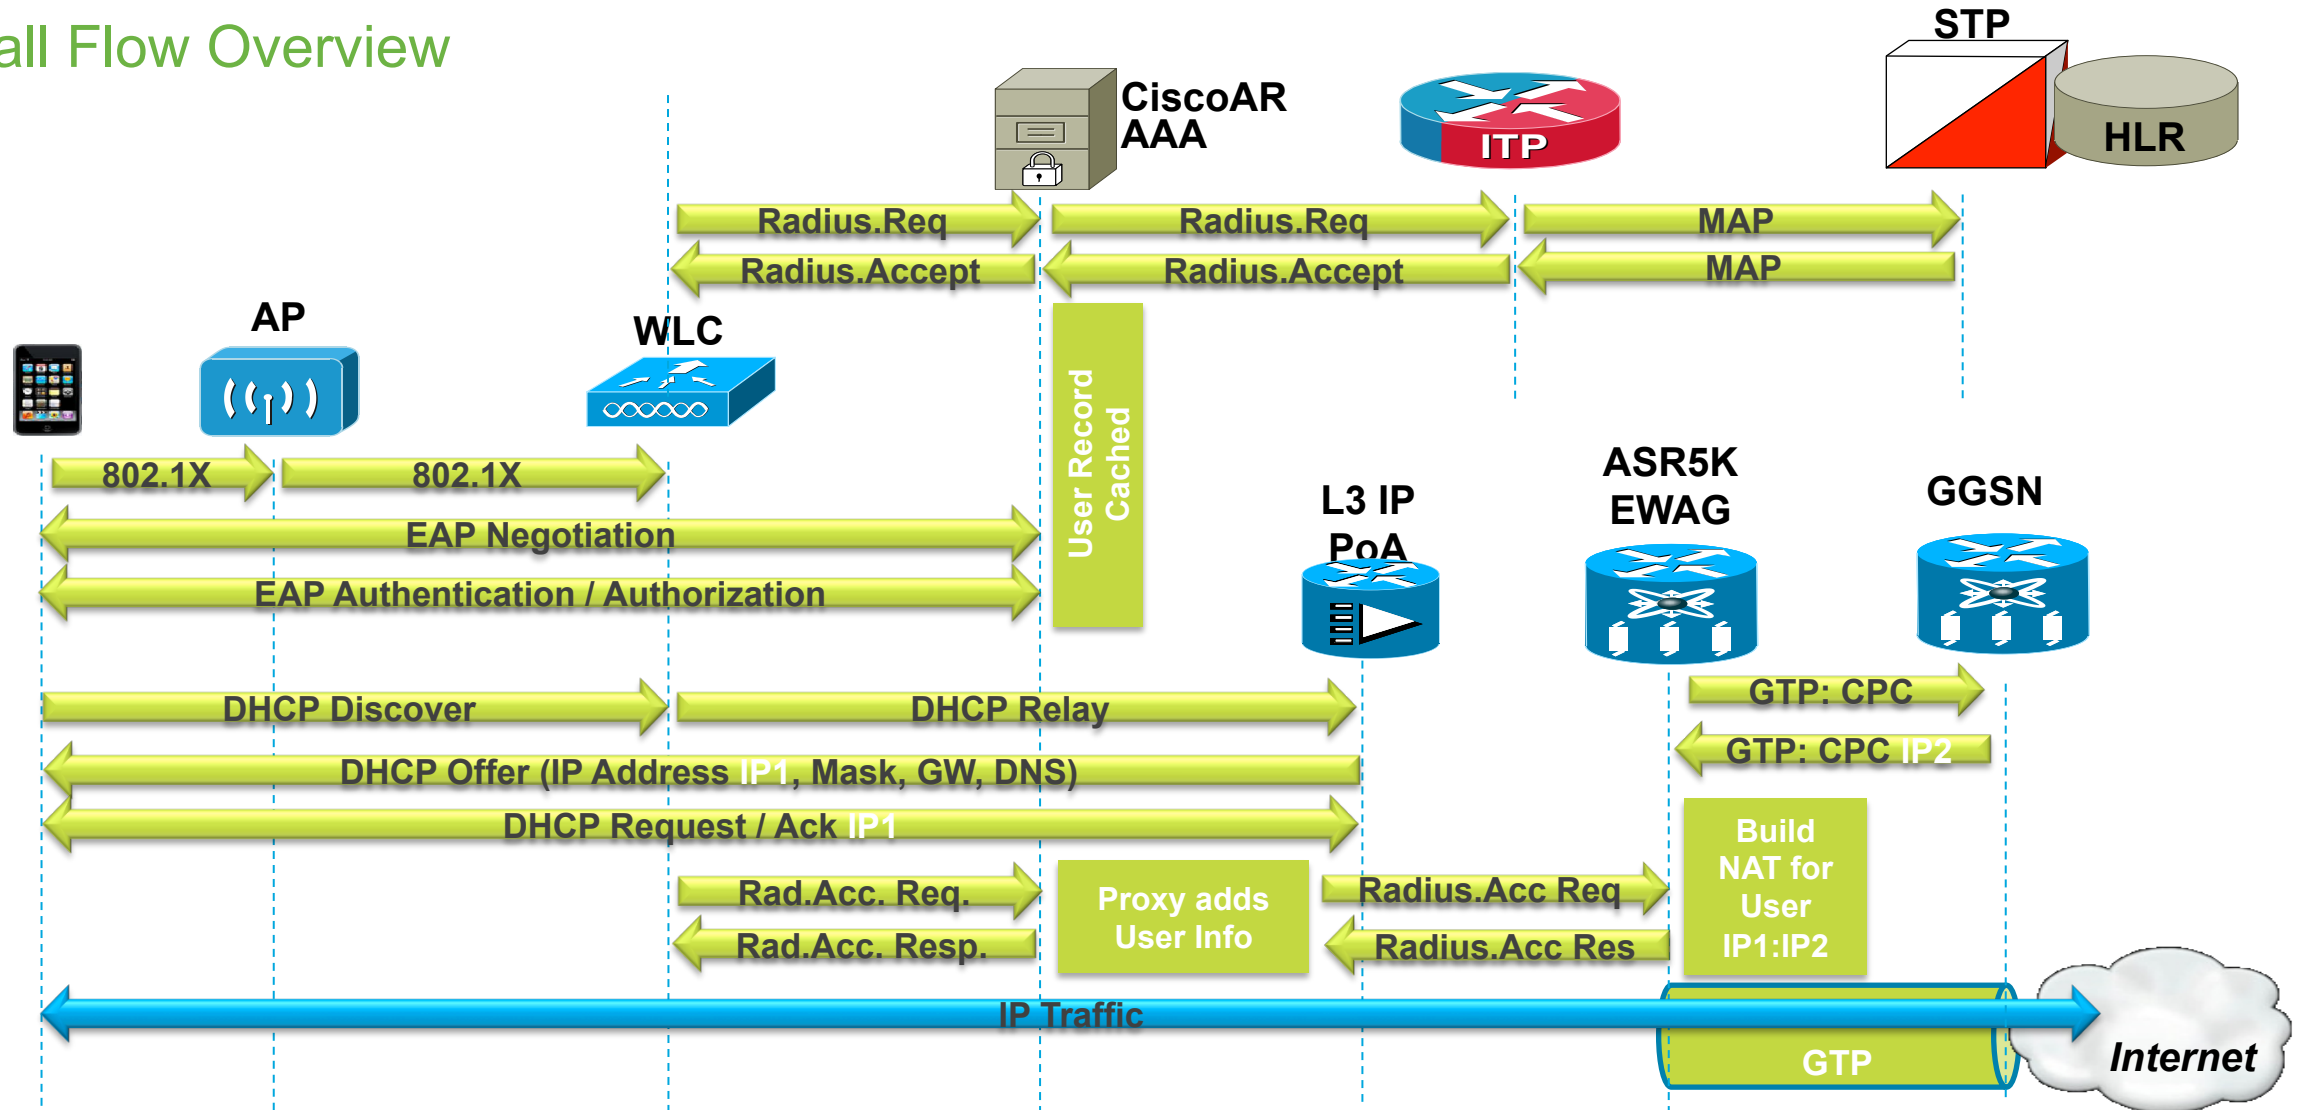 all Flow Overview
STP
CiscoAR
AAA
ITP
HLR
Radius.Req
Radius.Req
MAP
Radius.Accept
Radius.Accept
MAP
AP
WLC
User Record
Cached
802.1X
802.1X
EAP Negotiation
EAP Authentication / Authorization
L3 IP
PoA
ASR5K
EWAG
GGSN
DHCP Discover
DHCP Relay
GTP: CPC
GTP: CPC IP2
DHCP Offer (IP Address IP1, Mask, GW, DNS)
DHCP Request / Ack IP1
Build
NAT for
User
IP1:IP2
Rad.Acc. Req.
Proxy adds
User Info
Radius.Acc Req
Rad.Acc. Resp.
Radius.Acc Res
IP Traffic
GTP
Internet